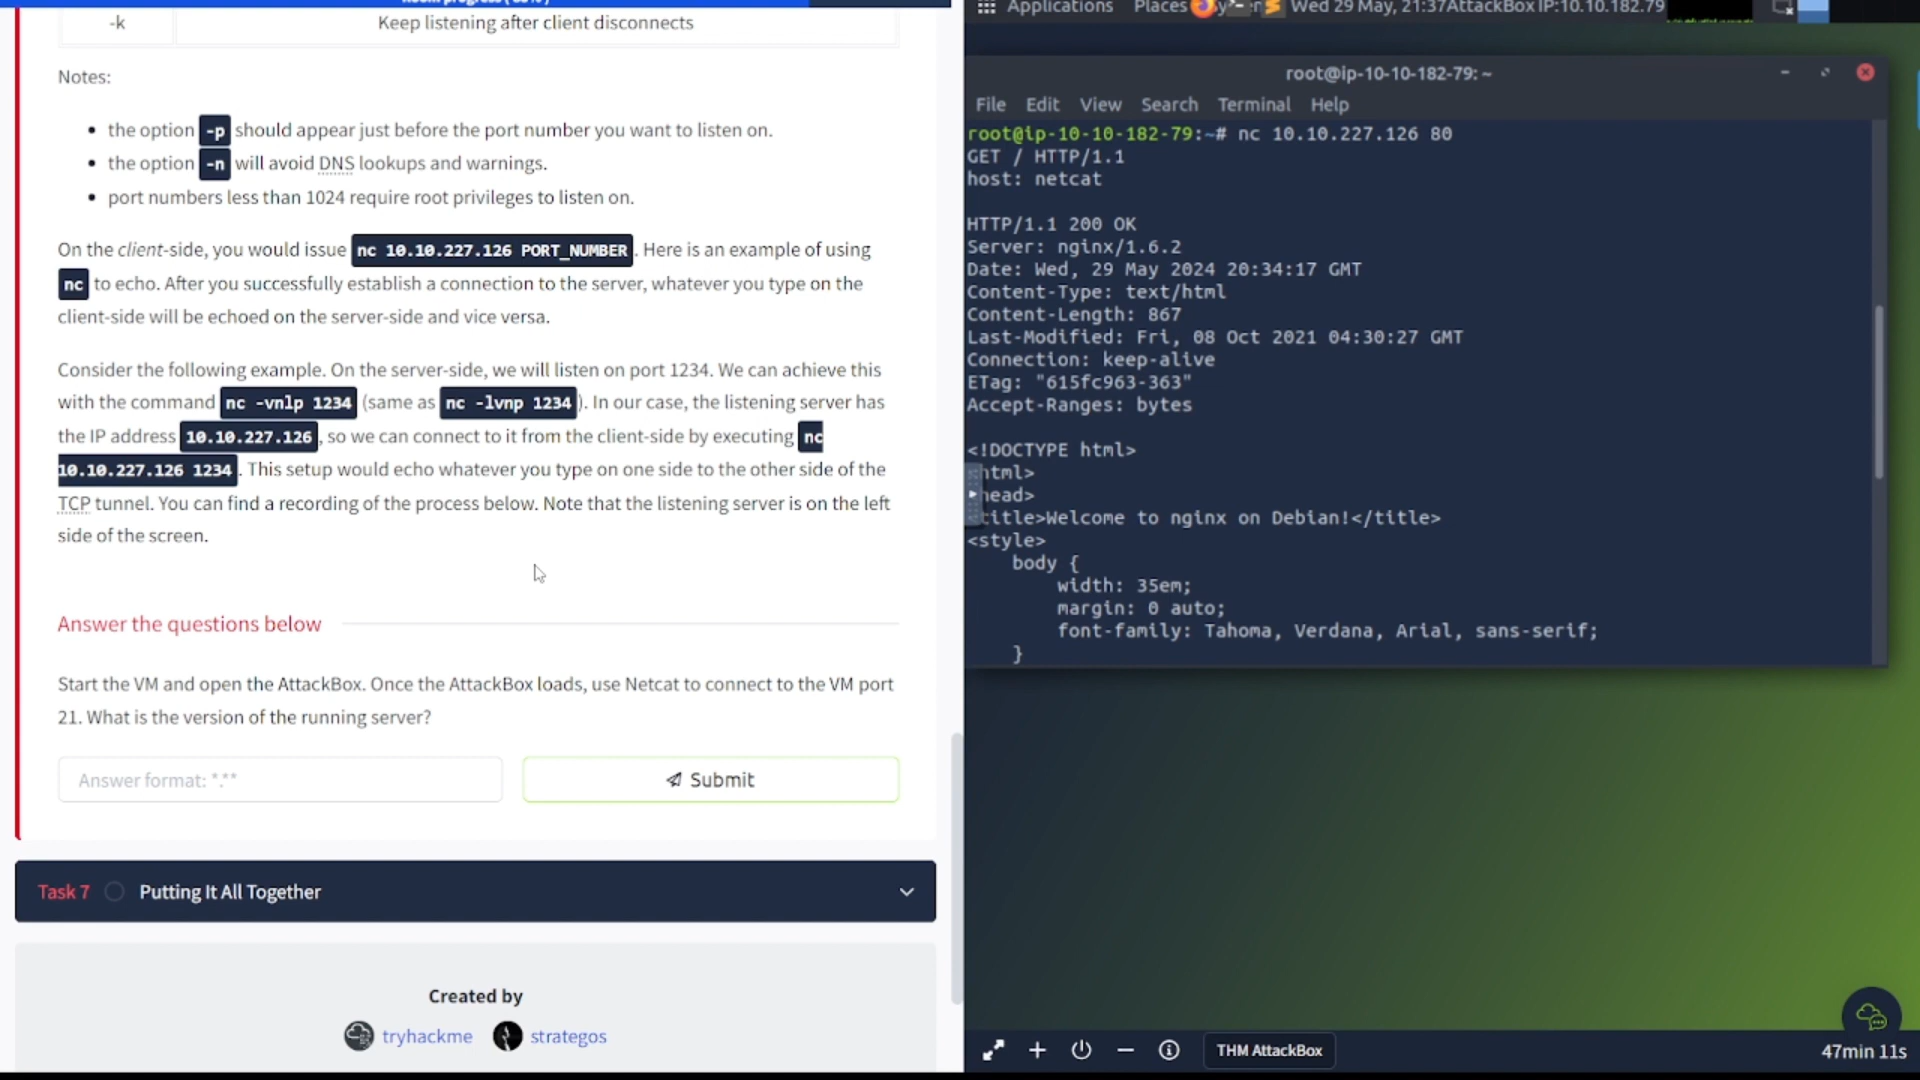 -k
Keep listening after client disconnects
Notes:
the option -p should appear just before the port number you want to listen on.
the option -n will avoid DNS lookups and warnings.
port numbers less than 1024 require root privileges to listen on.
On the client-side, you would issue nc 10.10.227.126 PORT_NUMBER. Here is an example of using
nc to echo. After you successfully establish a connection to the server, whatever you type on the
client-side will be echoed on the server-side and vice versa.
Consider the following example. On the server-side, we will listen on port 1234. We can achieve this
with the command nc -vnlp 1234 (same as nc -lvnp 1234). In our case, the listening server has
the IP address 10.10.227.126, so we can connect to it from the client-side by executing nc
10.10.227.126 1234. This setup would echo whatever you type on one side to the other side of the
TCP tunnel. You can find a recording of the process below. Note that the listening server is on the left
side of the screen.
Answer the questions below
Start the VM and open the AttackBox. Once the AttackBox loads, use Netcat to connect to the VM port
21. What is the version of the running server?
Answer format: *.**
Submit
Task 7 Putting It All Together
Created by
tryhackme strategos
Applications Places Wed 29 May, 21:37 AttackBox IP:10.10.182.79
root@ip-10-10-182-79: ~
File Edit View Search Terminal Help
root@ip-10-10-182-79:~# nc 10.10.227.126 80
GET / HTTP/1.1
host: netcat
HTTP/1.1 200 OK
Server: nginx/1.6.2
Date: Wed, 29 May 2024 20:34:17 GMT
Content-Type: text/html
Content-Length: 867
Last-Modified: Fri, 08 Oct 2021 04:30:27 GMT
Connection: keep-alive
ETag: "615fc963-363"
Accept-Ranges: bytes
<!DOCTYPE html>
html>
head>
title>Welcome to nginx on Debian!</title>
<style>
body {
width: 35em;
margin: 0 auto;
font-family: Tahoma, Verdana, Arial, sans-serif;
}
THM AttackBox
47min 11s